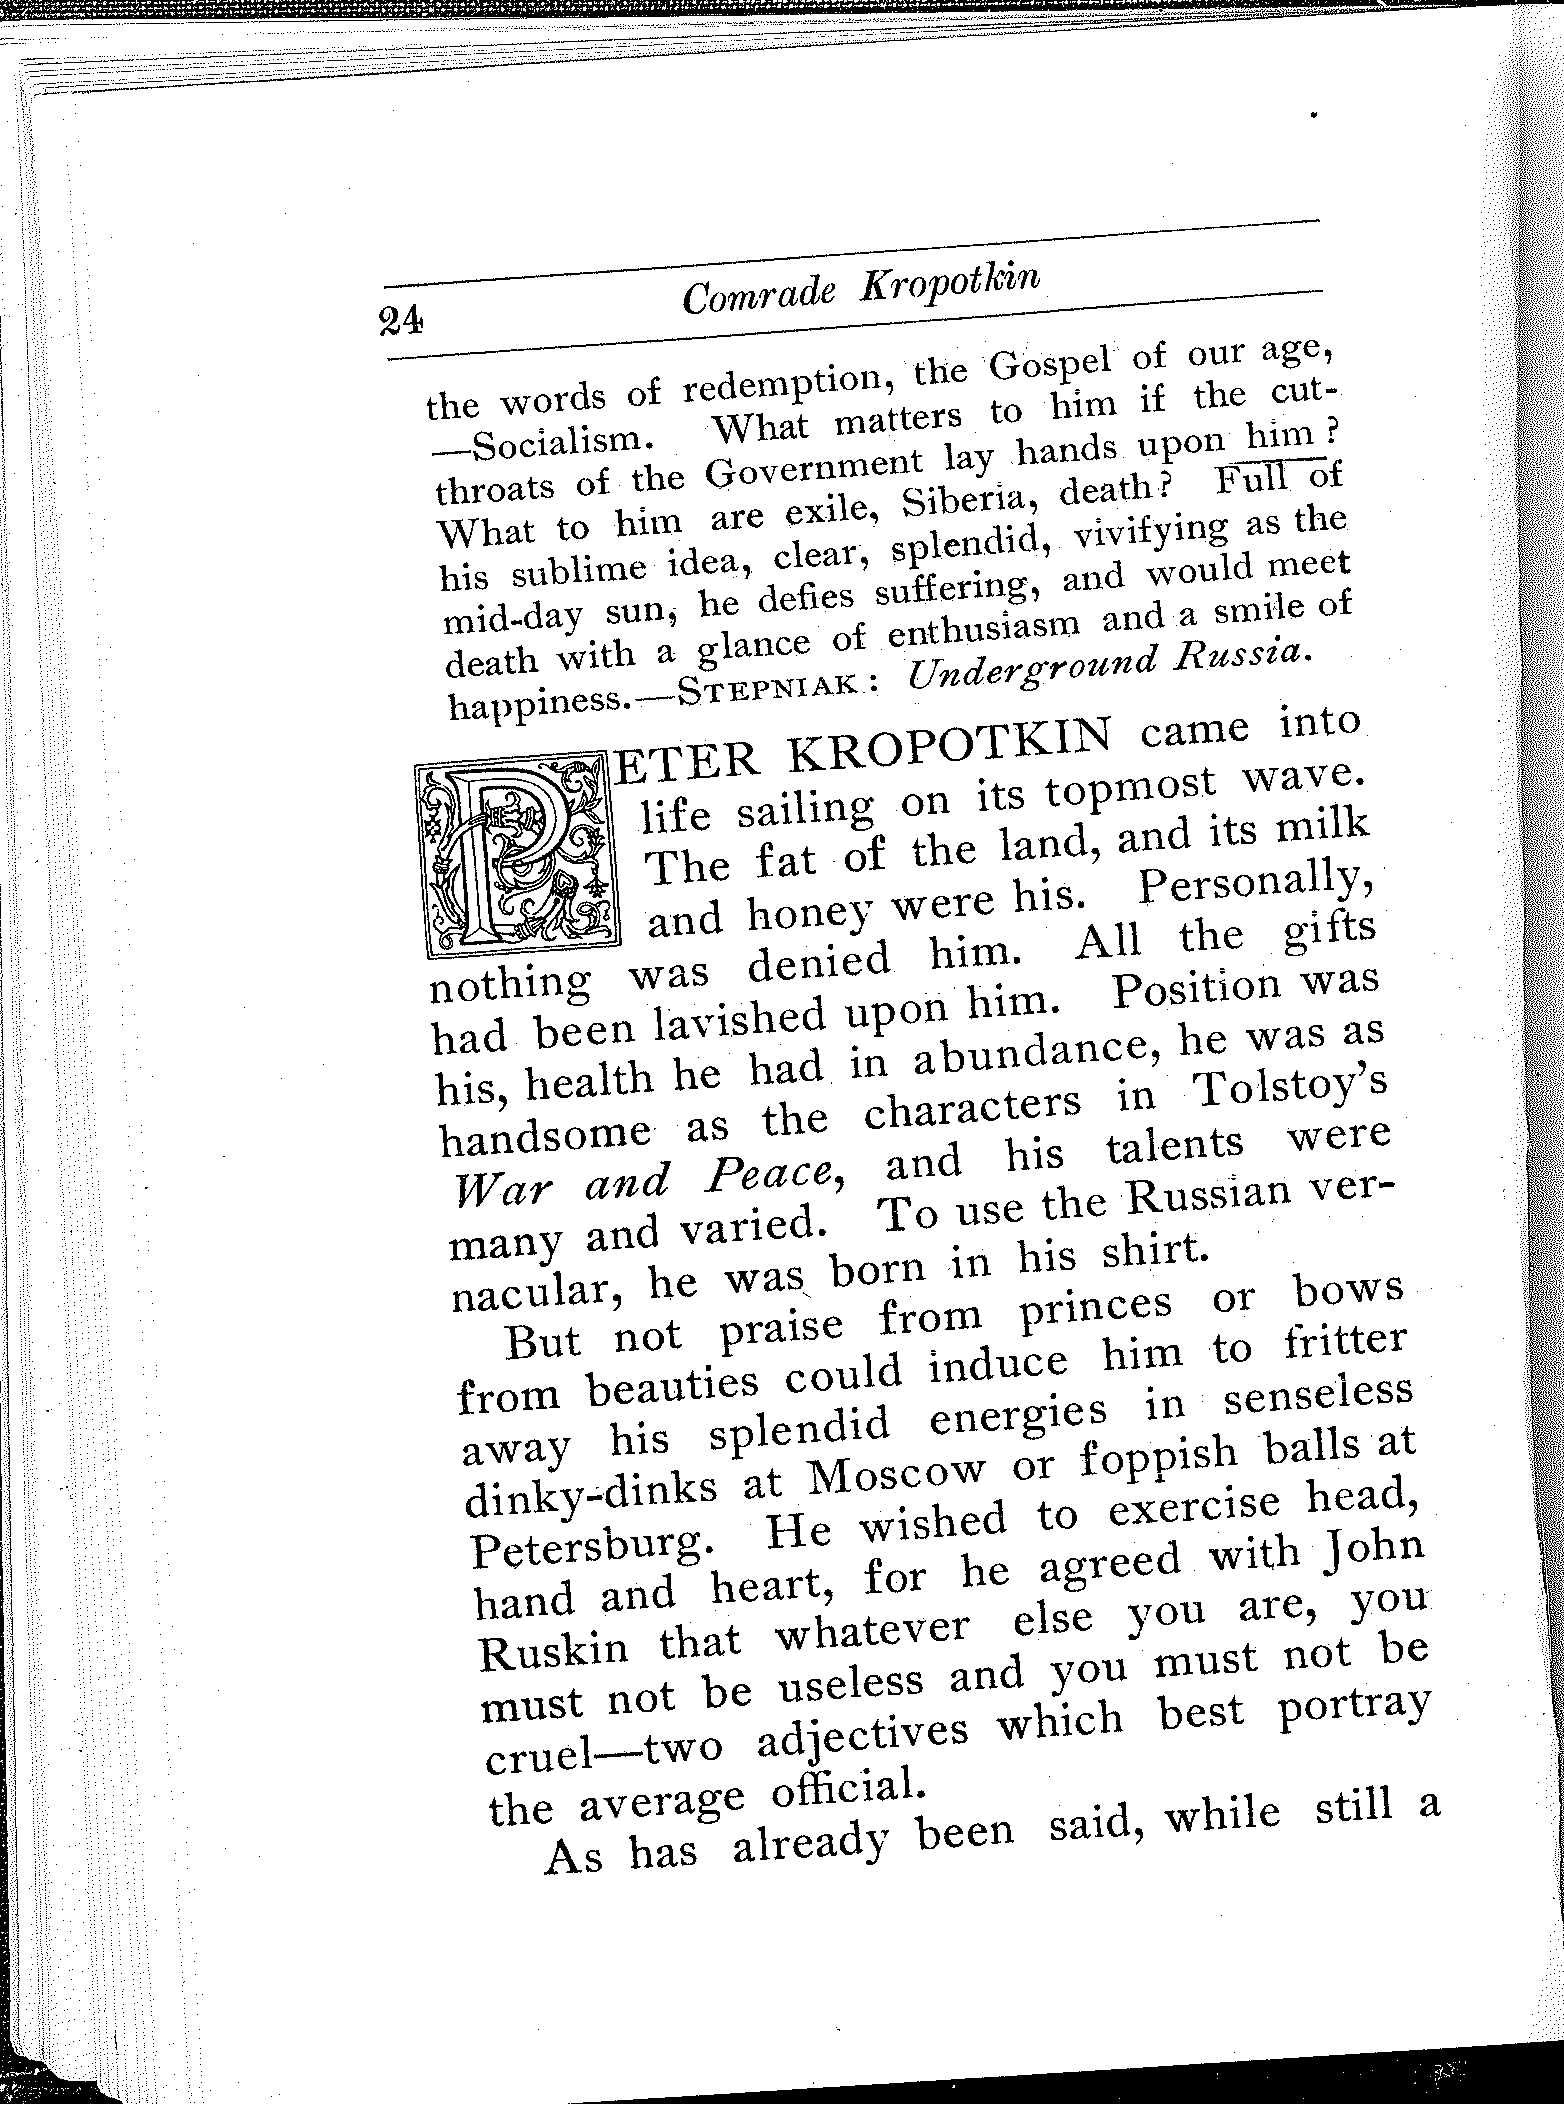 24
Comrade Kropotkin
the words of redemption, the Gospel of our age,
—Socialism. What matters to him if the cut-
throats of the Government lay hands upon him?
What to him are exile, Siberia, death? Full of
his sublime idea, clear, splendid, vivifying as the
mid-day sun, he defies suffering, and would meet
death with a glance of enthusiasm and a smile of
happiness.—STEPNIAK: Underground Russia.
PETER KROPOTKIN came into
life sailing on its topmost wave.
The fat of the land, and its milk
and honey were his. Personally,
nothing was denied him. All the gifts
had been lavished upon him. Position was
his, health he had in abundance, he was as
handsome as the characters in Tolstoy's
War and Peace, and his talents were
many and varied. To use the Russian ver-
nacular, he was born in his shirt.
But not praise from princes or bows
from beauties could induce him to fritter
away his splendid energies in senseless
dinky-dinks at Moscow or foppish balls at
Petersburg. He wished to exercise head,
hand and heart, for he agreed with John
Ruskin that whatever else you are, you
must not be useless and you must not be
cruel—two adjectives which best portray
the average official.
As has already been said, while still a